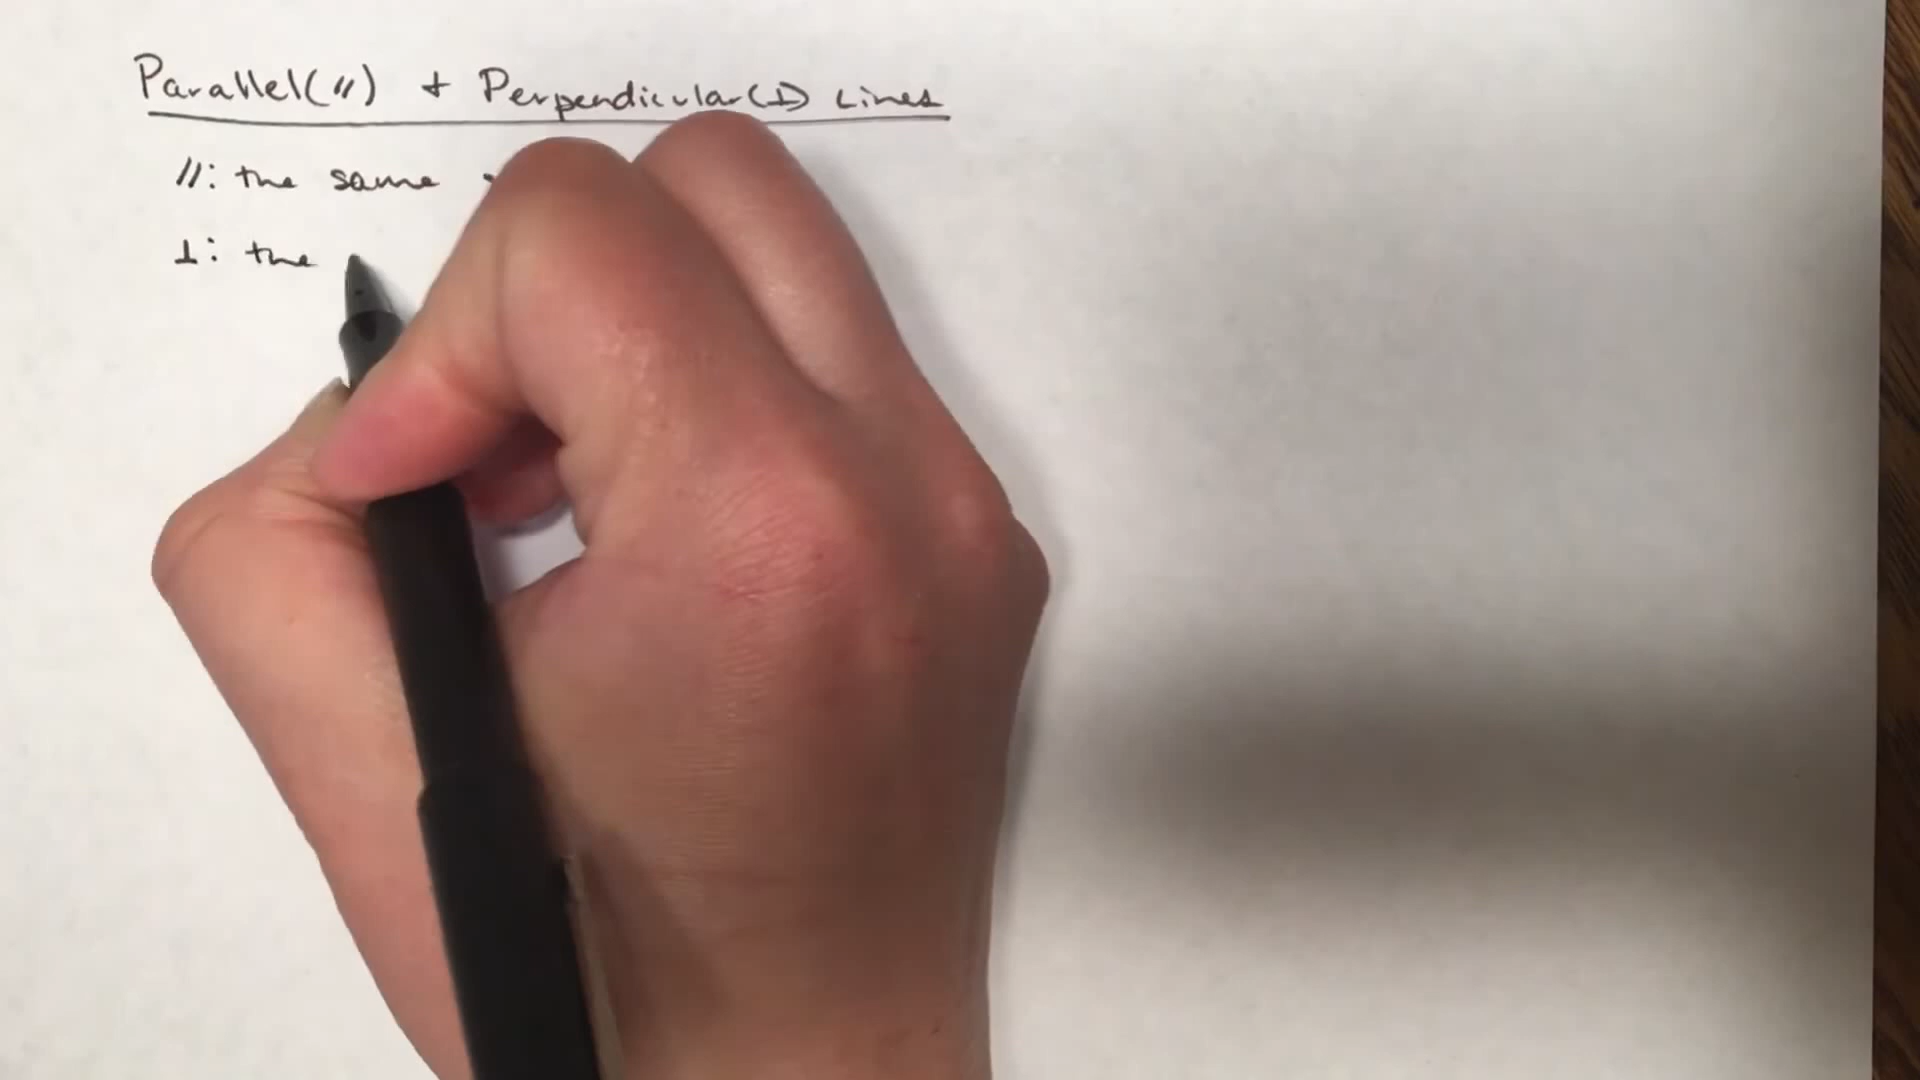 Parallel(//) + Perpendicular(⊥) Lines
//: the same
⊥: the